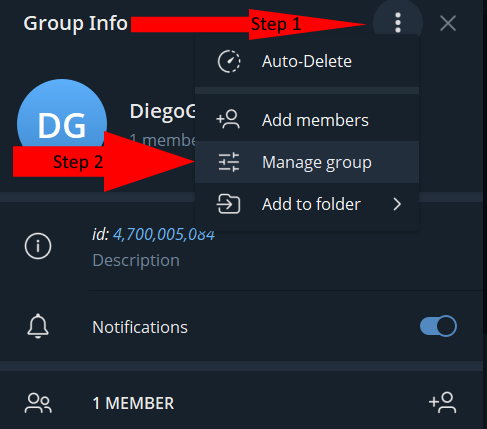 Group Info
Step 1
Auto-Delete
DG
DiegoG
1 membe
Add members
Step 2
Manage group
Add to folder
id: 4,700,005,084
Description
Notifications
1 MEMBER